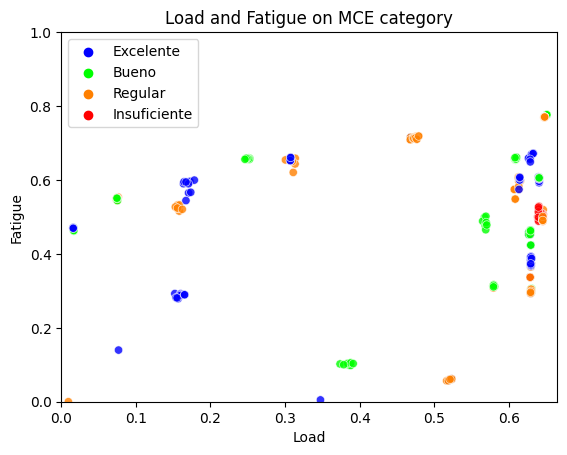 Load and Fatigue on MCE category
Excelente
Bueno
Regular
Insuficiente
Fatigue
1.0
0.8
0.6
0.4
0.2
0.0
0.0 0.1 0.2 0.3 0.4 0.5 0.6
Load